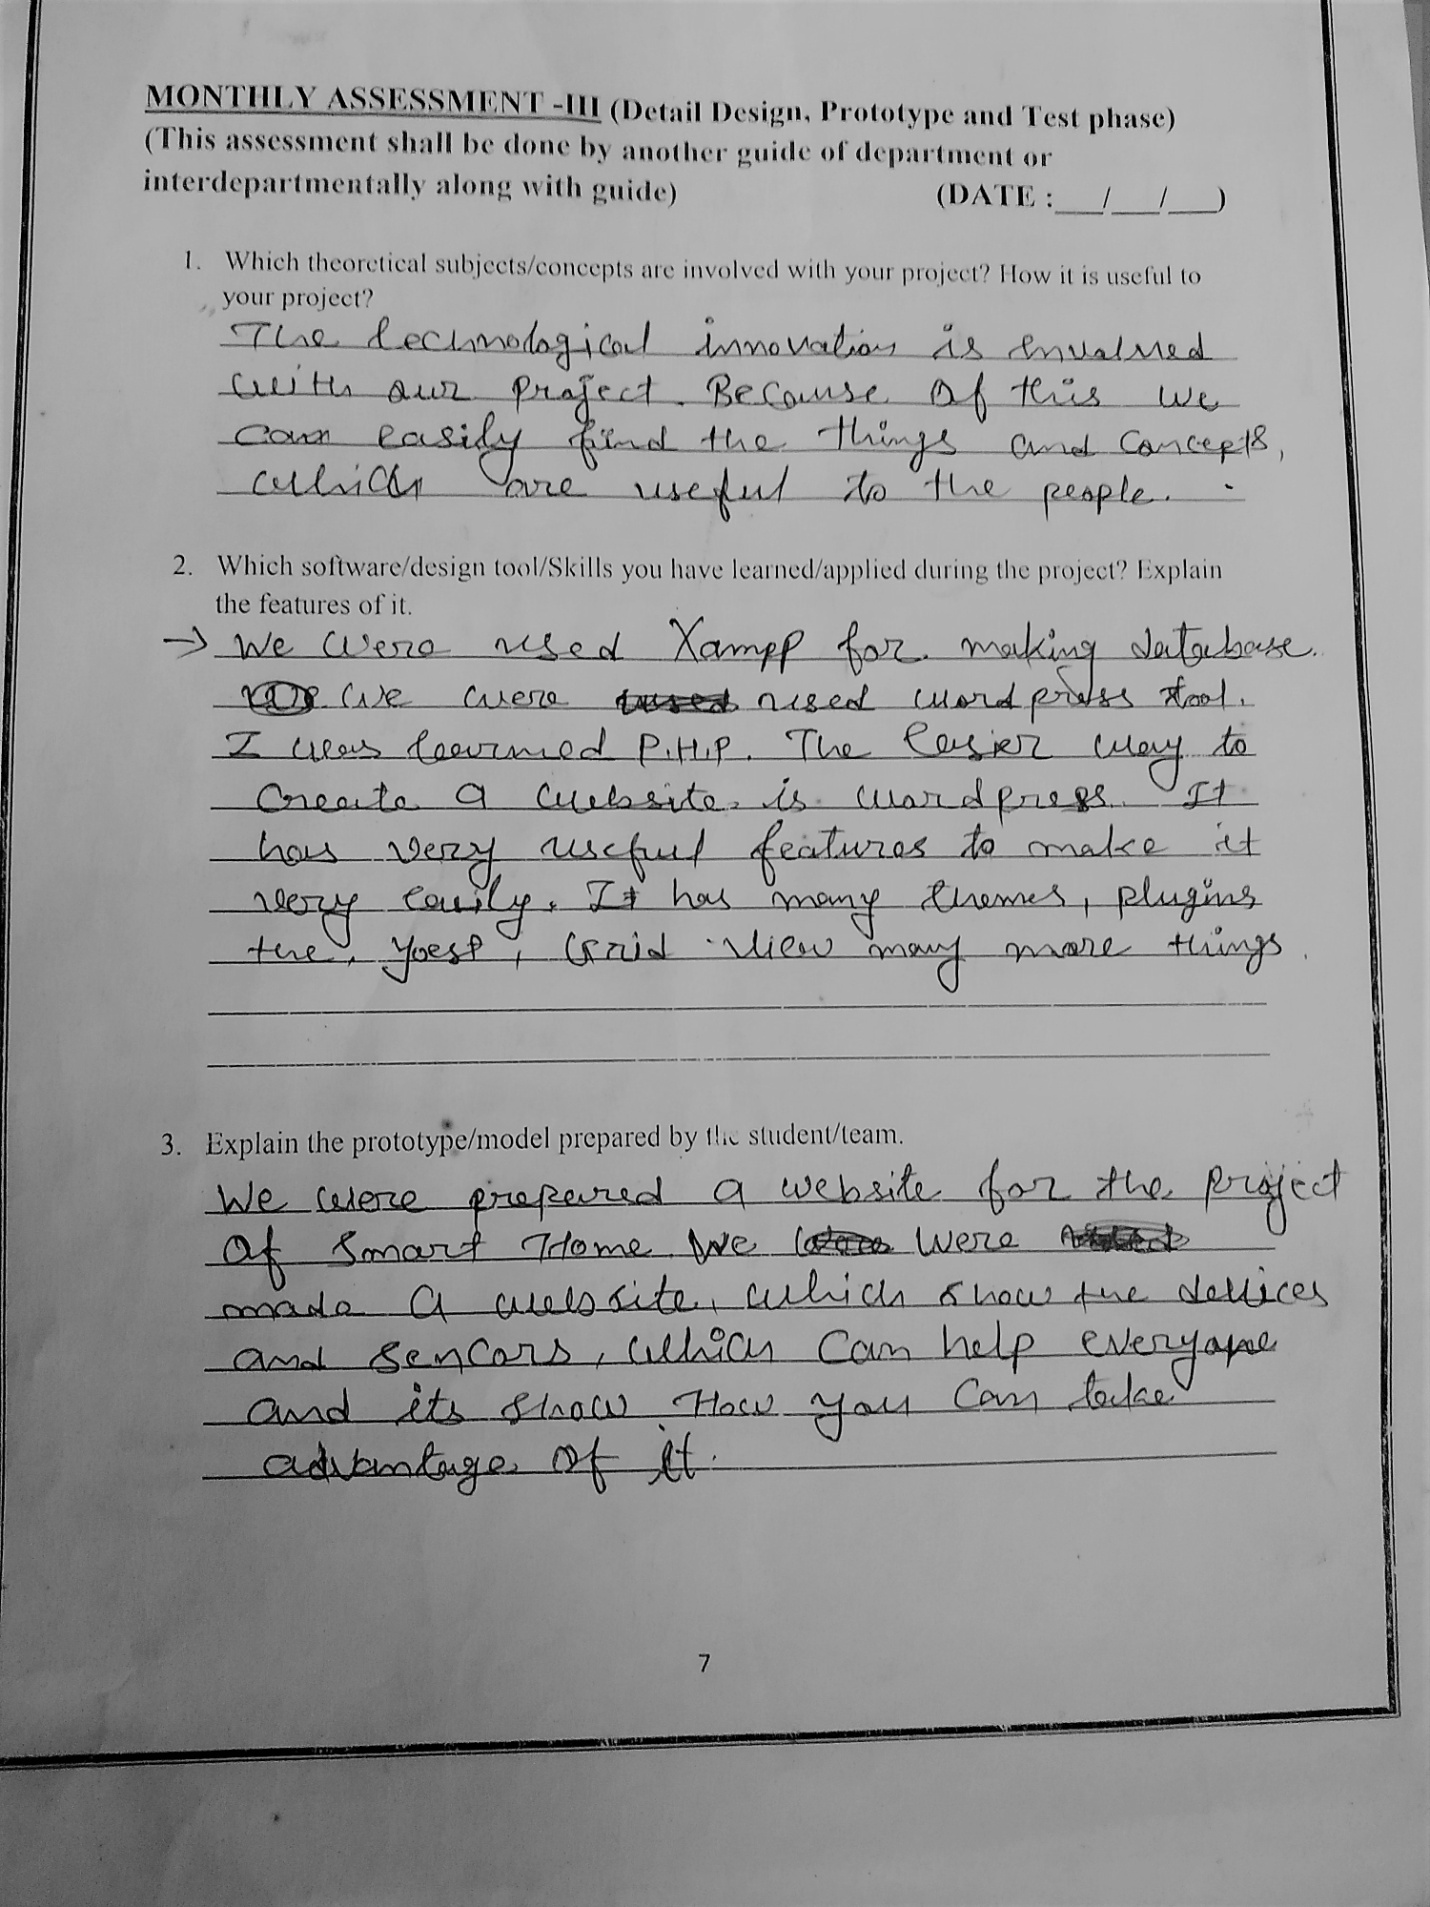 MONTHLY ASSESSMENT -III (Detail Design, Prototype and Test phase)
(This assessment shall be done by another guide of department or
interdepartmentally along with guide) (DATE :__/__/__)
1. Which theoretical subjects/concepts are involved with your project? How it is useful to
your project?
The technological innovation is involved
with our project. Because of this we
can easily find the things and concepts,
which are useful to the people.
2. Which software/design tool/Skills you have learned/applied during the project? Explain
the features of it.
→ We were used Xampp for making database.
We were used wordpress tool.
I was learned P.H.P. The easier way to
create a website is wordpress. It
has very useful features to make it
very easily. It has many themes, plugins
the, yoest, Grid view many more things.
3. Explain the prototype/model prepared by the student/team.
We were prepared a website for the project
of Smart Home We were
made a website, which show the devices
and sencors, which can help everyone
and its show How you can take
advantage of it.
7